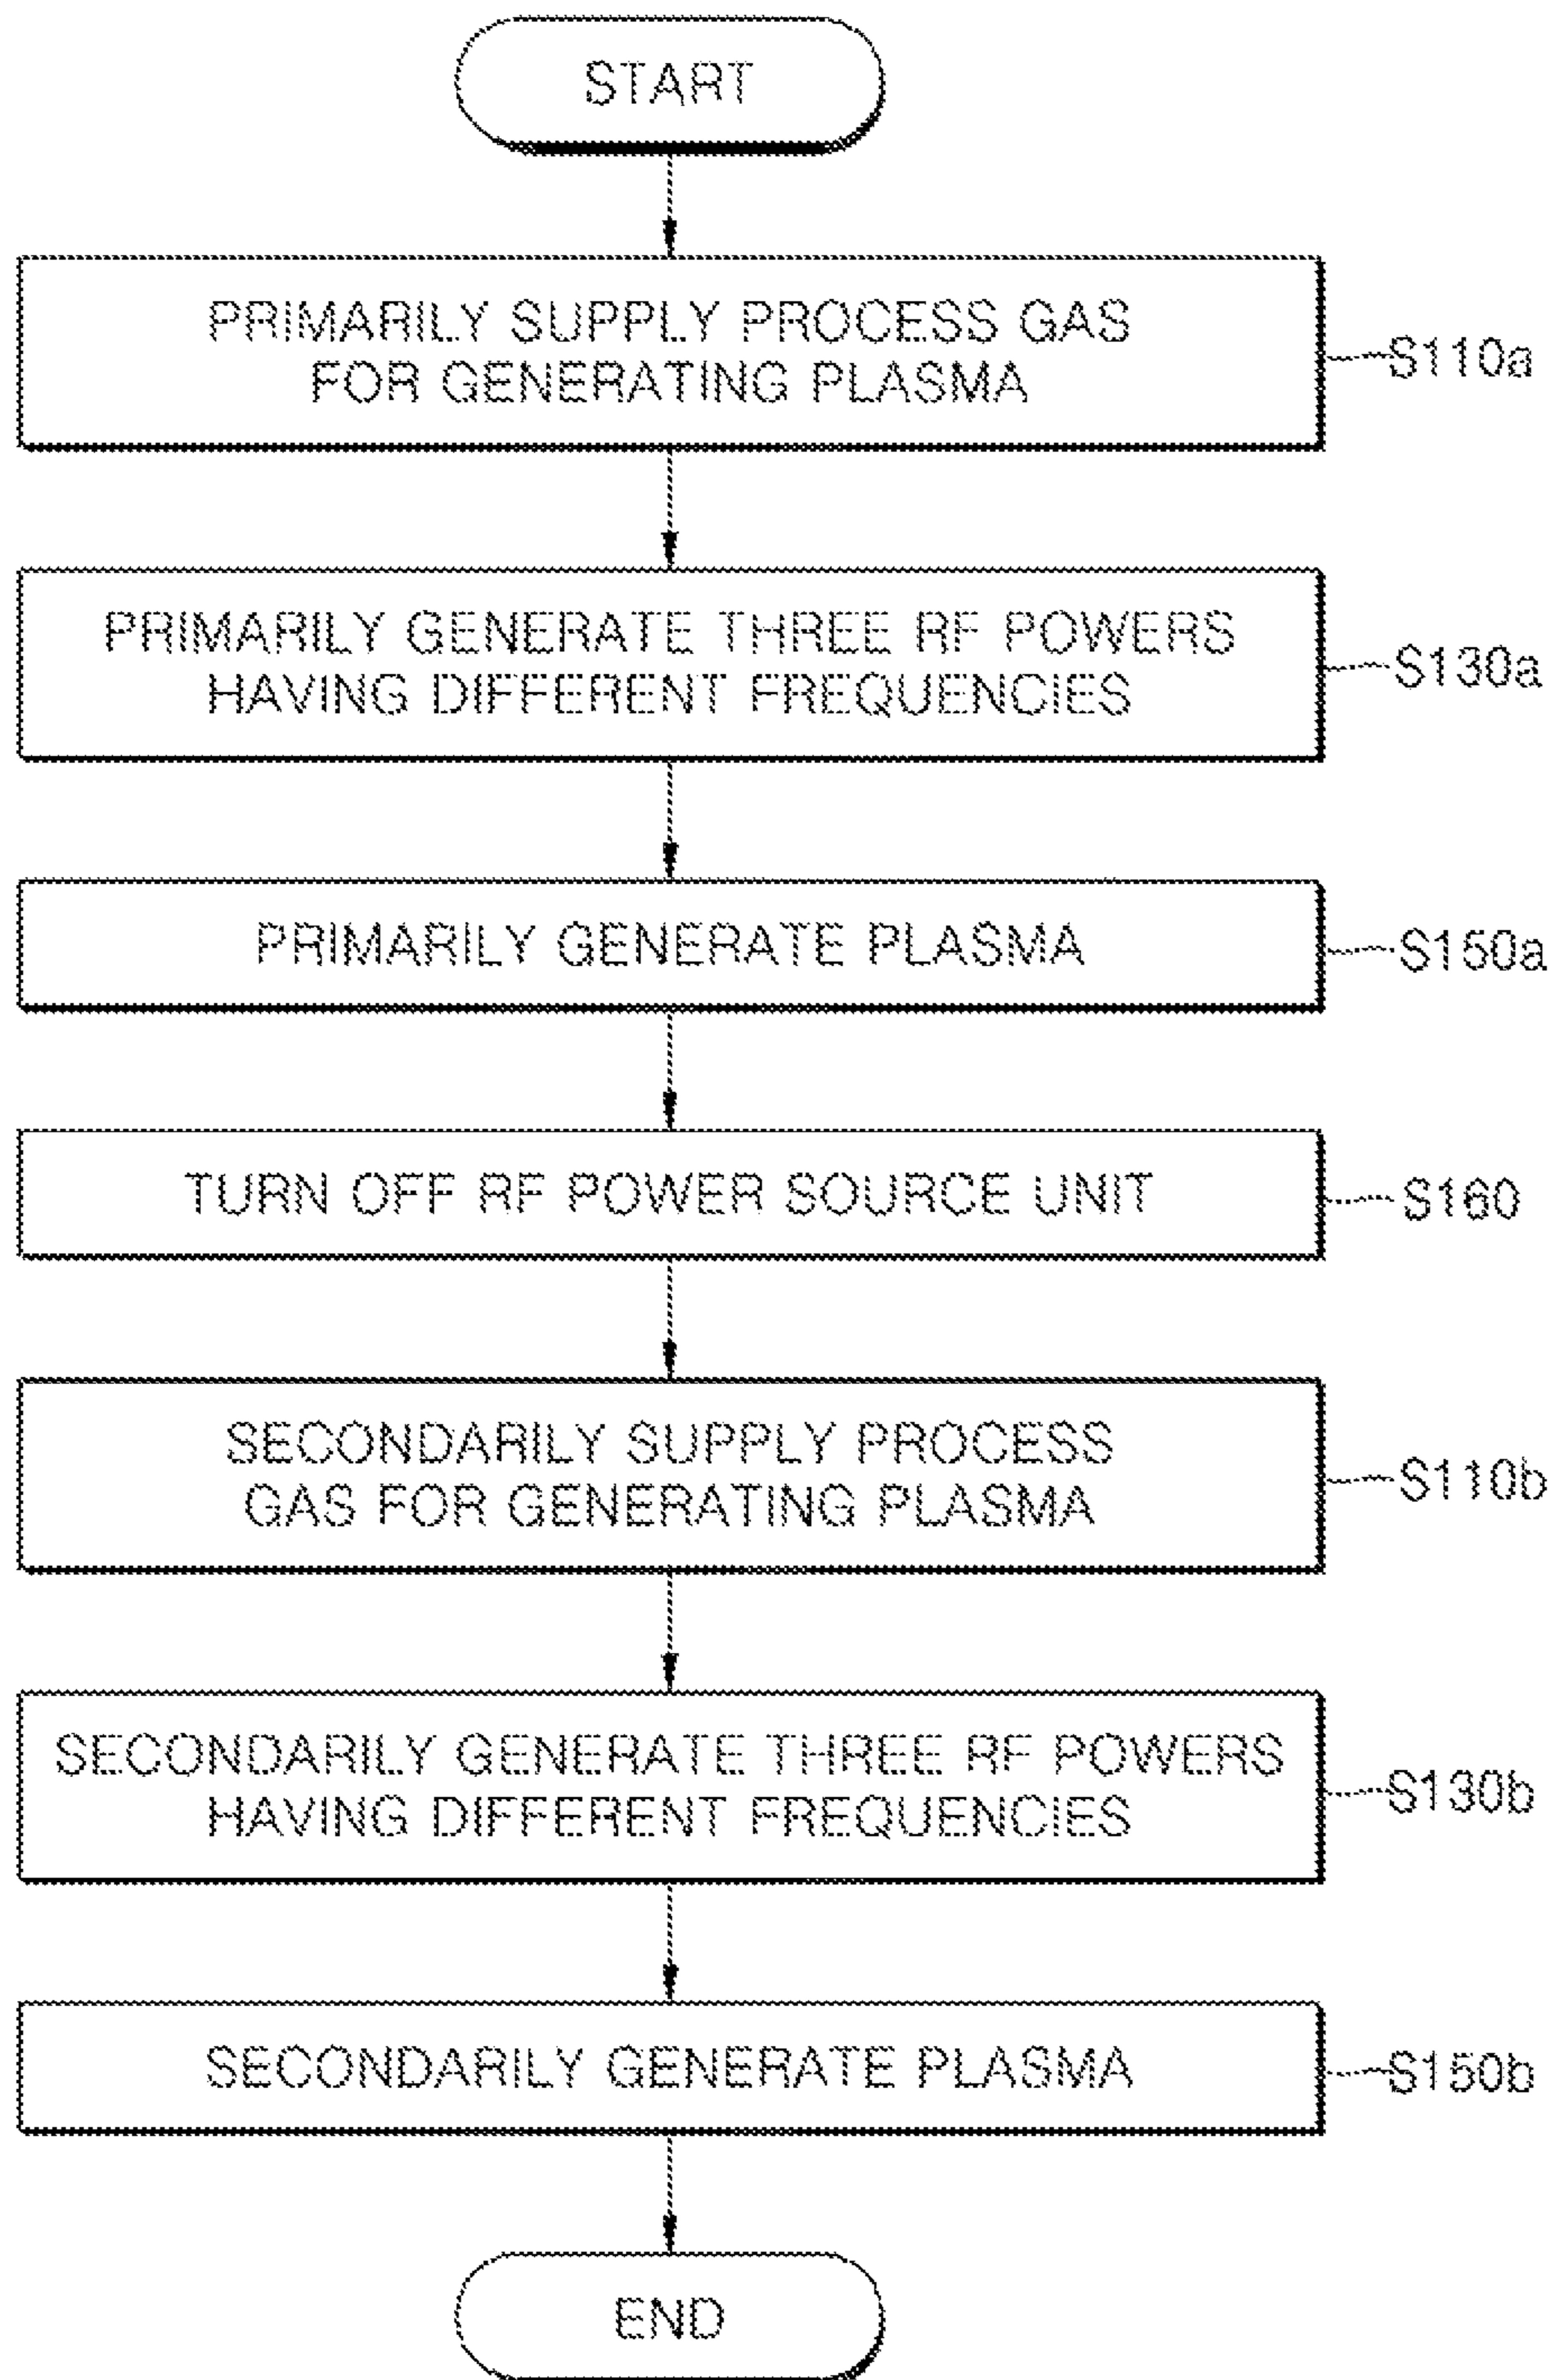 START
PRIMARILY SUPPLY PROCESS GAS
FOR GENERATING PLASMA
S110a
PRIMARILY GENERATE THREE RF POWERS
HAVING DIFFERENT FREQUENCIES
S130a
PRIMARILY GENERATE PLASMA
S150a
TURN OFF RF POWER SOURCE UNIT
S160
SECONDARILY SUPPLY PROCESS
GAS FOR GENERATING PLASMA
S110b
SECONDARILY GENERATE THREE RF POWERS
HAVING DIFFERENT FREQUENCIES
S130b
SECONDARILY GENERATE PLASMA
S150b
END